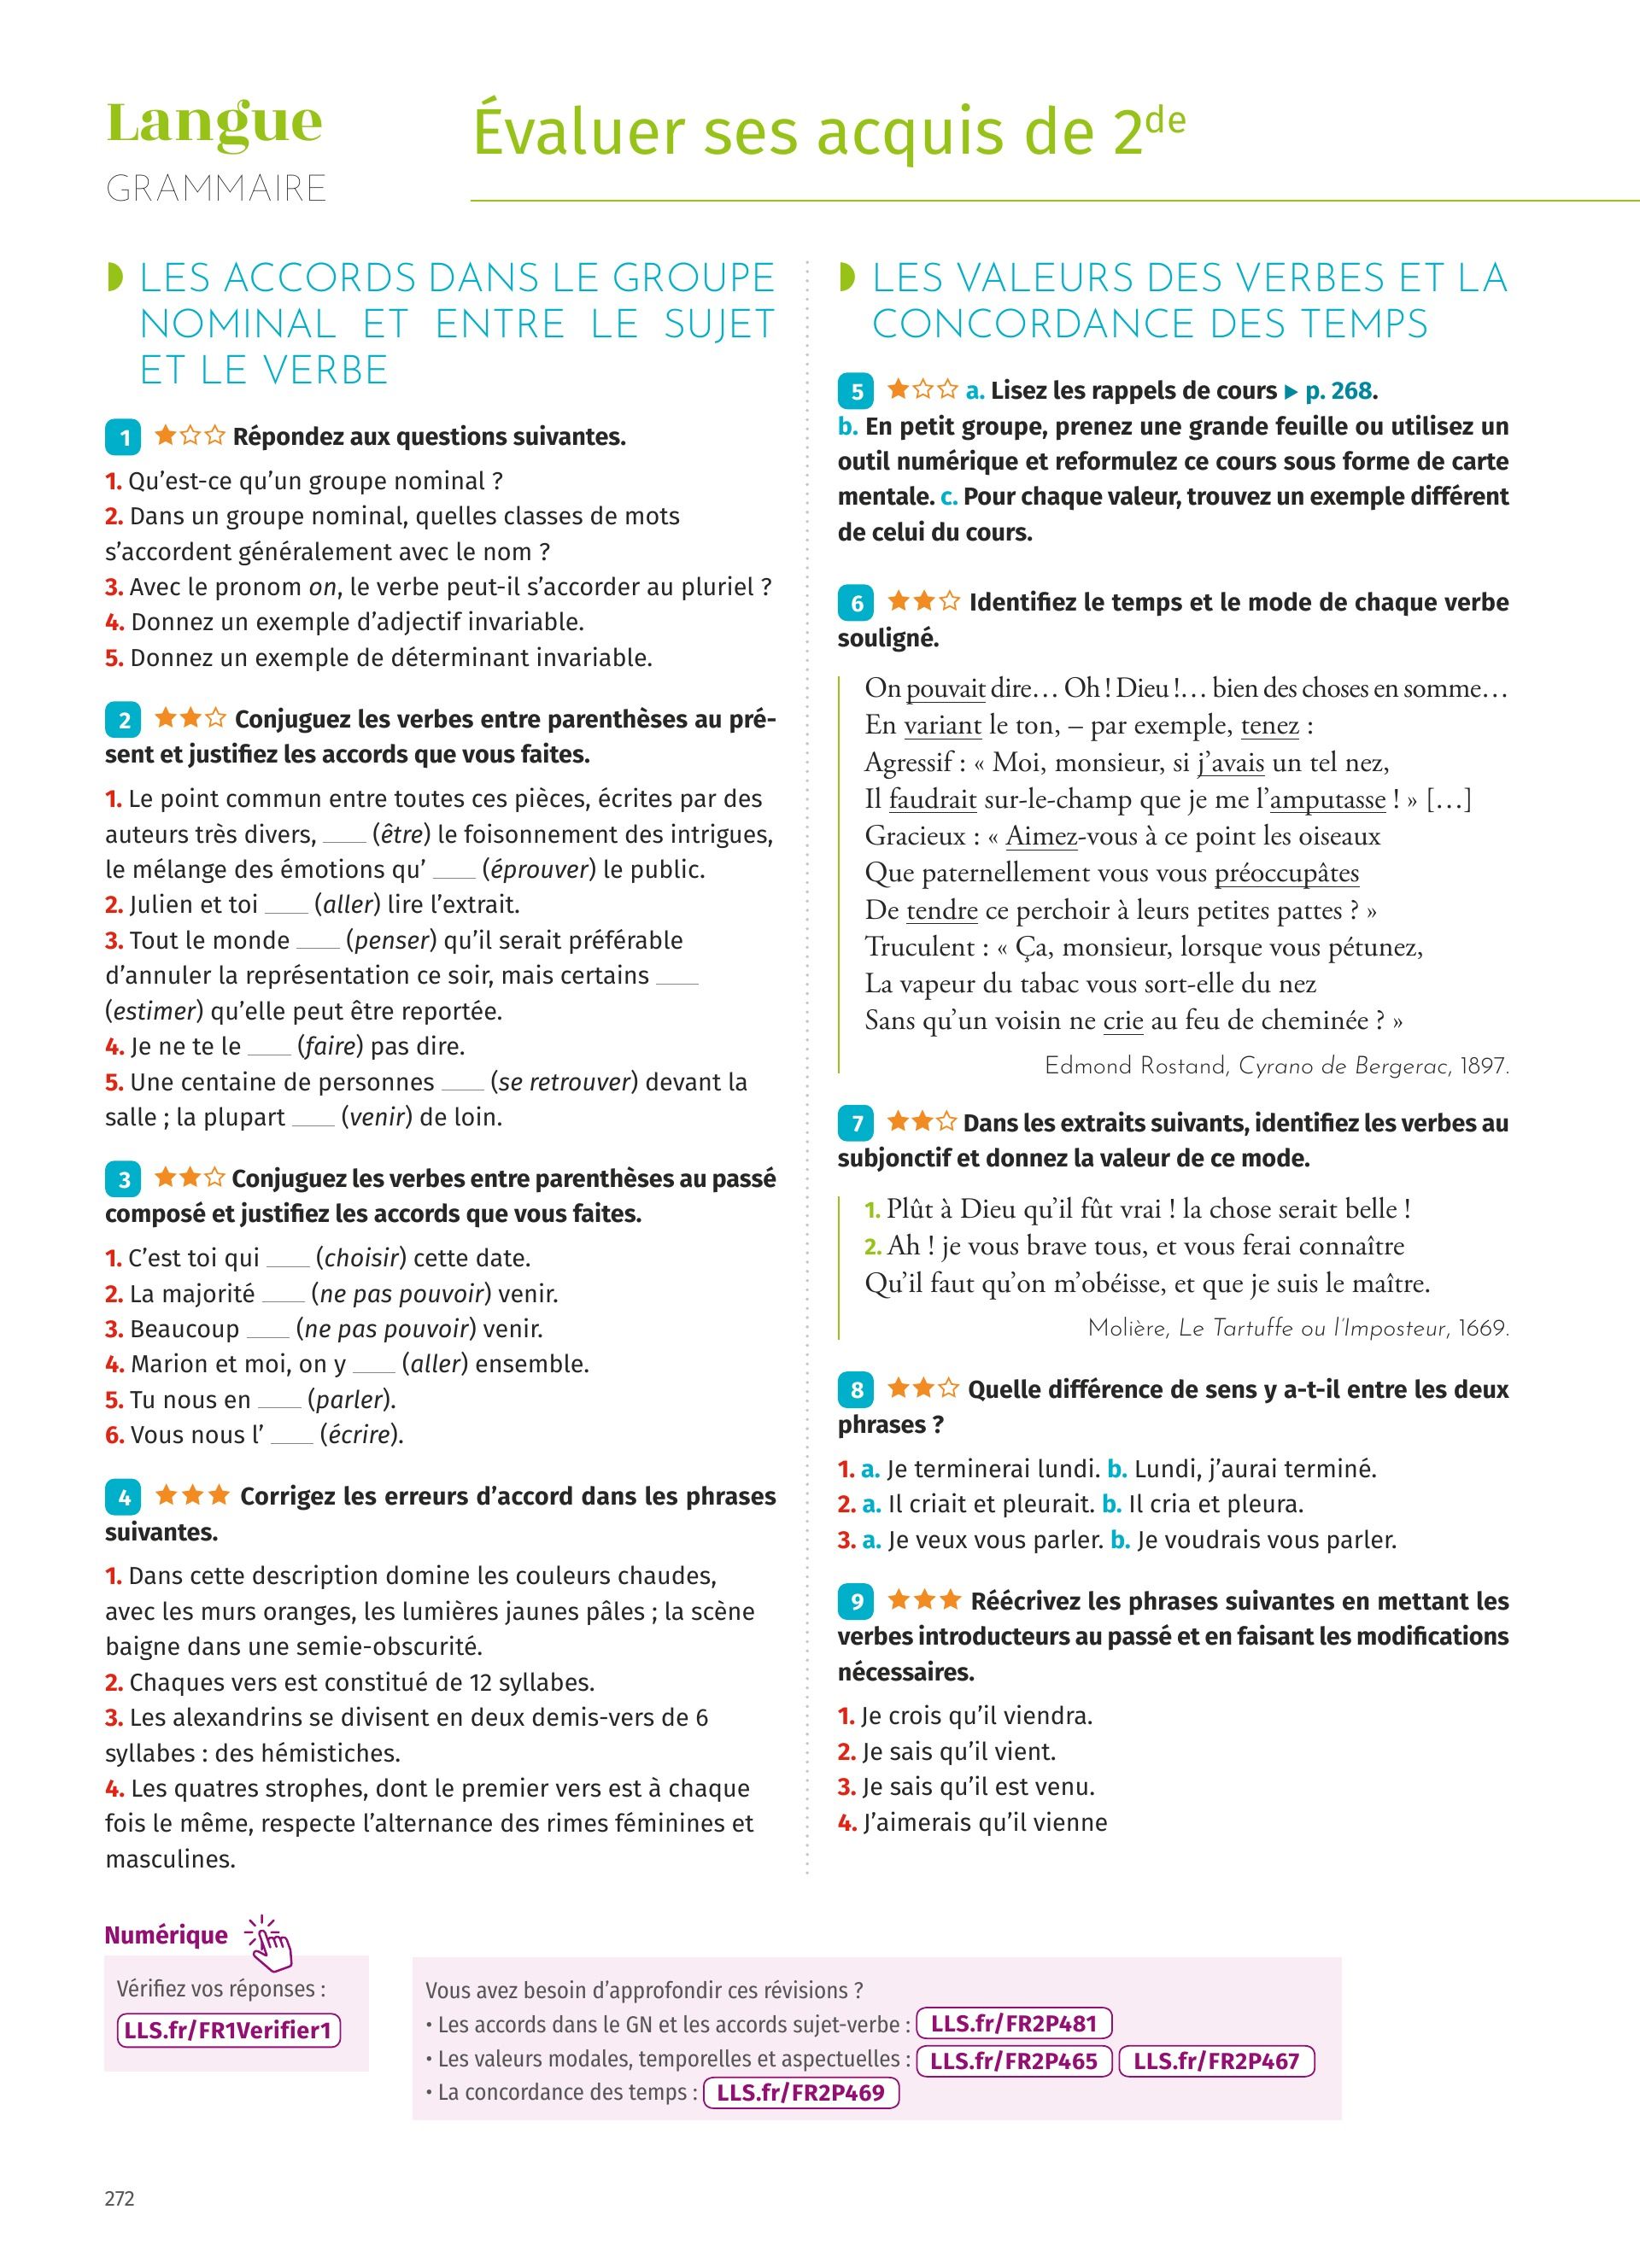 Langue
GRAMMAIRE
Évaluer ses acquis de 2de
LES ACCORDS DANS LE GROUPE
NOMINAL ET ENTRE LE SUJET
ET LE VERBE
1 ★☆☆ Répondez aux questions suivantes.
1. Qu’est-ce qu’un groupe nominal ?
2. Dans un groupe nominal, quelles classes de mots
s’accordent généralement avec le nom ?
3. Avec le pronom on, le verbe peut-il s’accorder au pluriel ?
4. Donnez un exemple d’adjectif invariable.
5. Donnez un exemple de déterminant invariable.
2 ★★☆ Conjuguez les verbes entre parenthèses au pré-
sent et justifiez les accords que vous faites.
1. Le point commun entre toutes ces pièces, écrites par des
auteurs très divers, ___ (être) le foisonnement des intrigues,
le mélange des émotions qu’ ___ (éprouver) le public.
2. Julien et toi ___ (aller) lire l’extrait.
3. Tout le monde ___ (penser) qu’il serait préférable
d’annuler la représentation ce soir, mais certains ___
(estimer) qu’elle peut être reportée.
4. Je ne te le ___ (faire) pas dire.
5. Une centaine de personnes ___ (se retrouver) devant la
salle ; la plupart ___ (venir) de loin.
3 ★★☆ Conjuguez les verbes entre parenthèses au passé
composé et justifiez les accords que vous faites.
1. C’est toi qui ___ (choisir) cette date.
2. La majorité ___ (ne pas pouvoir) venir.
3. Beaucoup ___ (ne pas pouvoir) venir.
4. Marion et moi, on y ___ (aller) ensemble.
5. Tu nous en ___ (parler).
6. Vous nous l’ ___ (écrire).
4 ★★★ Corrigez les erreurs d’accord dans les phrases
suivantes.
1. Dans cette description domine les couleurs chaudes,
avec les murs oranges, les lumières jaunes pâles ; la scène
baigne dans une semie-obscurité.
2. Chaques vers est constitué de 12 syllabes.
3. Les alexandrins se divisent en deux demis-vers de 6
syllabes : des hémistiches.
4. Les quatres strophes, dont le premier vers est à chaque
fois le même, respecte l’alternance des rimes féminines et
masculines.
LES VALEURS DES VERBES ET LA
CONCORDANCE DES TEMPS
5 ★☆☆ a. Lisez les rappels de cours ▶ p. 268.
b. En petit groupe, prenez une grande feuille ou utilisez un
outil numérique et reformulez ce cours sous forme de carte
mentale. c. Pour chaque valeur, trouvez un exemple différent
de celui du cours.
6 ★★☆ Identifiez le temps et le mode de chaque verbe
souligné.
On pouvait dire… Oh ! Dieu !… bien des choses en somme…
En variant le ton, – par exemple, tenez :
Agressif : « Moi, monsieur, si j’avais un tel nez,
Il faudrait sur-le-champ que je me l’amputasse ! » […]
Gracieux : « Aimez-vous à ce point les oiseaux
Que paternellement vous vous préoccupâtes
De tendre ce perchoir à leurs petites pattes ? »
Truculent : « Ça, monsieur, lorsque vous pétunez,
La vapeur du tabac vous sort-elle du nez
Sans qu’un voisin ne crie au feu de cheminée ? »
Edmond Rostand, Cyrano de Bergerac, 1897.
7 ★★☆ Dans les extraits suivants, identifiez les verbes au
subjonctif et donnez la valeur de ce mode.
1. Plût à Dieu qu’il fût vrai ! la chose serait belle !
2. Ah ! je vous brave tous, et vous ferai connaître
Qu’il faut qu’on m’obéisse, et que je suis le maître.
Molière, Le Tartuffe ou l’Imposteur, 1669.
8 ★★☆ Quelle différence de sens y a-t-il entre les deux
phrases ?
1. a. Je terminerai lundi. b. Lundi, j’aurai terminé.
2. a. Il criait et pleurait. b. Il cria et pleura.
3. a. Je veux vous parler. b. Je voudrais vous parler.
9 ★★★ Réécrivez les phrases suivantes en mettant les
verbes introducteurs au passé et en faisant les modifications
nécessaires.
1. Je crois qu’il viendra.
2. Je sais qu’il vient.
3. Je sais qu’il est venu.
4. J’aimerais qu’il vienne
Numérique
Vérifiez vos réponses :
LLS.fr/FR1Verifier1
Vous avez besoin d’approfondir ces révisions ?
• Les accords dans le GN et les accords sujet-verbe : LLS.fr/FR2P481
• Les valeurs modales, temporelles et aspectuelles : LLS.fr/FR2P465 LLS.fr/FR2P467
• La concordance des temps : LLS.fr/FR2P469
272